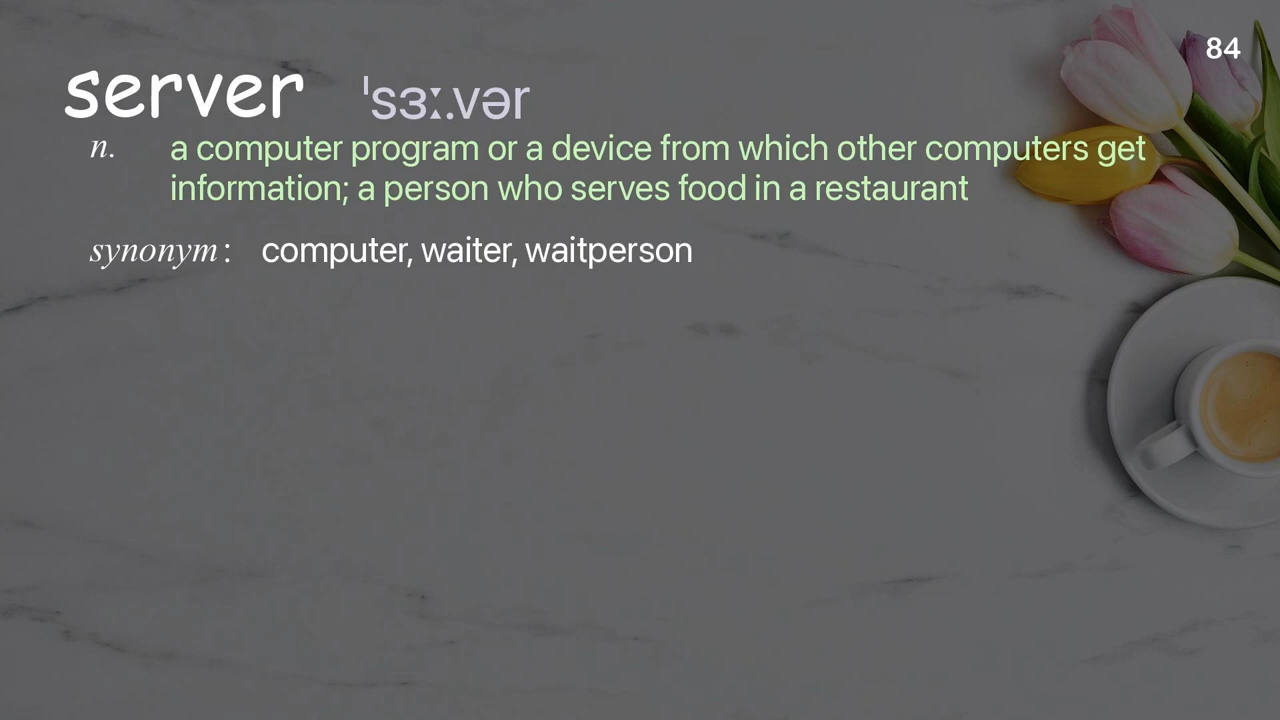 84
server ˈsɜː.vər
n. a computer program or a device from which other computers get
information; a person who serves food in a restaurant
synonym: computer, waiter, waitperson